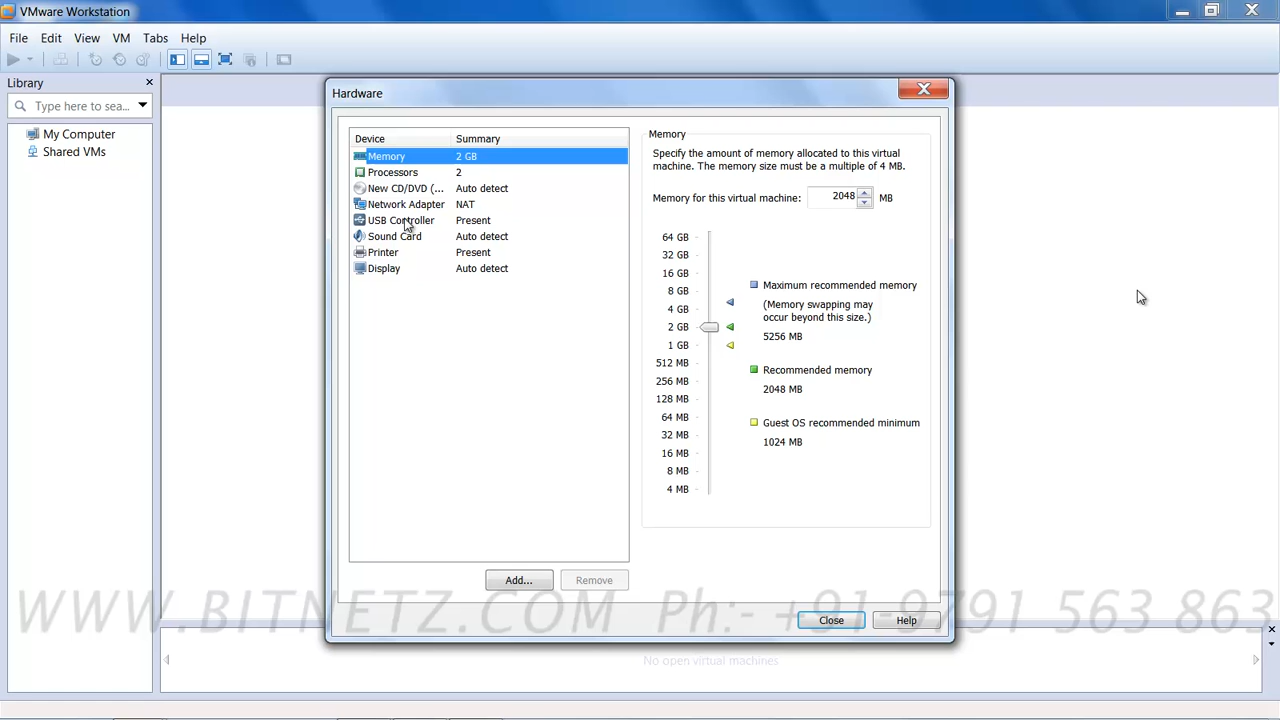 VMware Workstation
File Edit View VM Tabs Help
Library
Type here to sea...
My Computer
Shared VMs
Hardware
Device Summary
Memory 2 GB
Processors 2
New CD/DVD (... Auto detect
Network Adapter NAT
USB Controller Present
Sound Card Auto detect
Printer Present
Display Auto detect
Add... Remove
Memory
Specify the amount of memory allocated to this virtual
machine. The memory size must be a multiple of 4 MB.
Memory for this virtual machine: 2048 MB
64 GB
32 GB
16 GB
8 GB
4 GB
2 GB
1 GB
512 MB
256 MB
128 MB
64 MB
32 MB
16 MB
8 MB
4 MB
Maximum recommended memory
(Memory swapping may
occur beyond this size.)
5256 MB
Recommended memory
2048 MB
Guest OS recommended minimum
1024 MB
Close Help
WWW.BITNETZ.COM Ph:- +91-9791 563 863
No open virtual machines